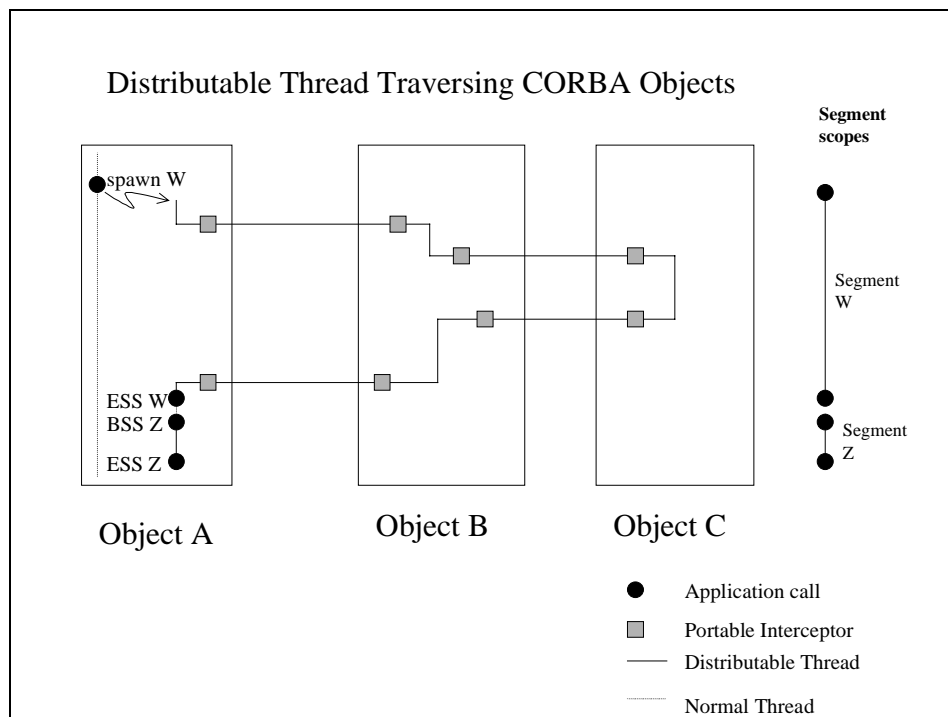 Distributable Thread Traversing CORBA Objects
Segment
scopes
spawn W
Segment
W
ESS W
BSS Z
ESS Z
Segment
Z
Object A
Object B
Object C
Application call
Portable Interceptor
Distributable Thread
Normal Thread